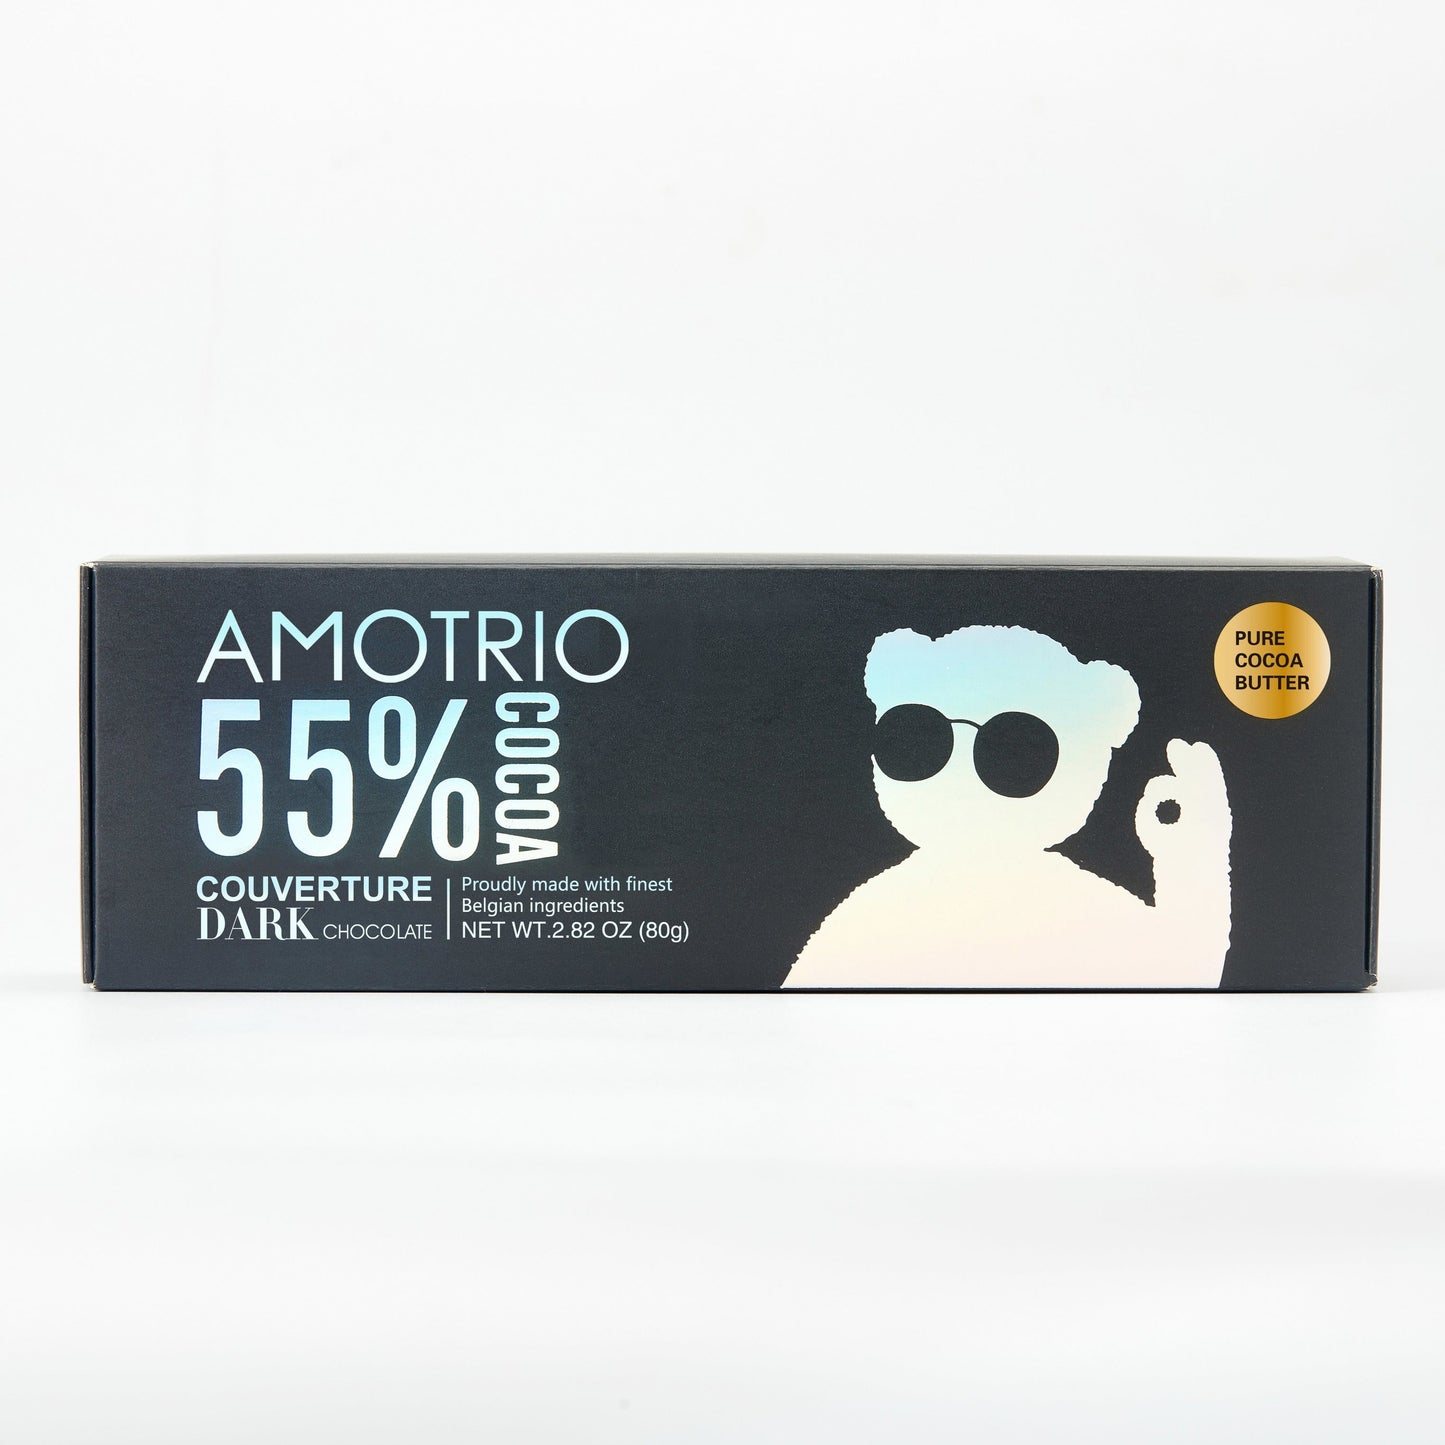 AMOTRIO
55%
COCOA
COUVERTURE
DARK CHOCOLATE
Proudly made with finest
Belgian ingredients
NET WT.2.82 OZ (80g)
PURE
COCOA
BUTTER